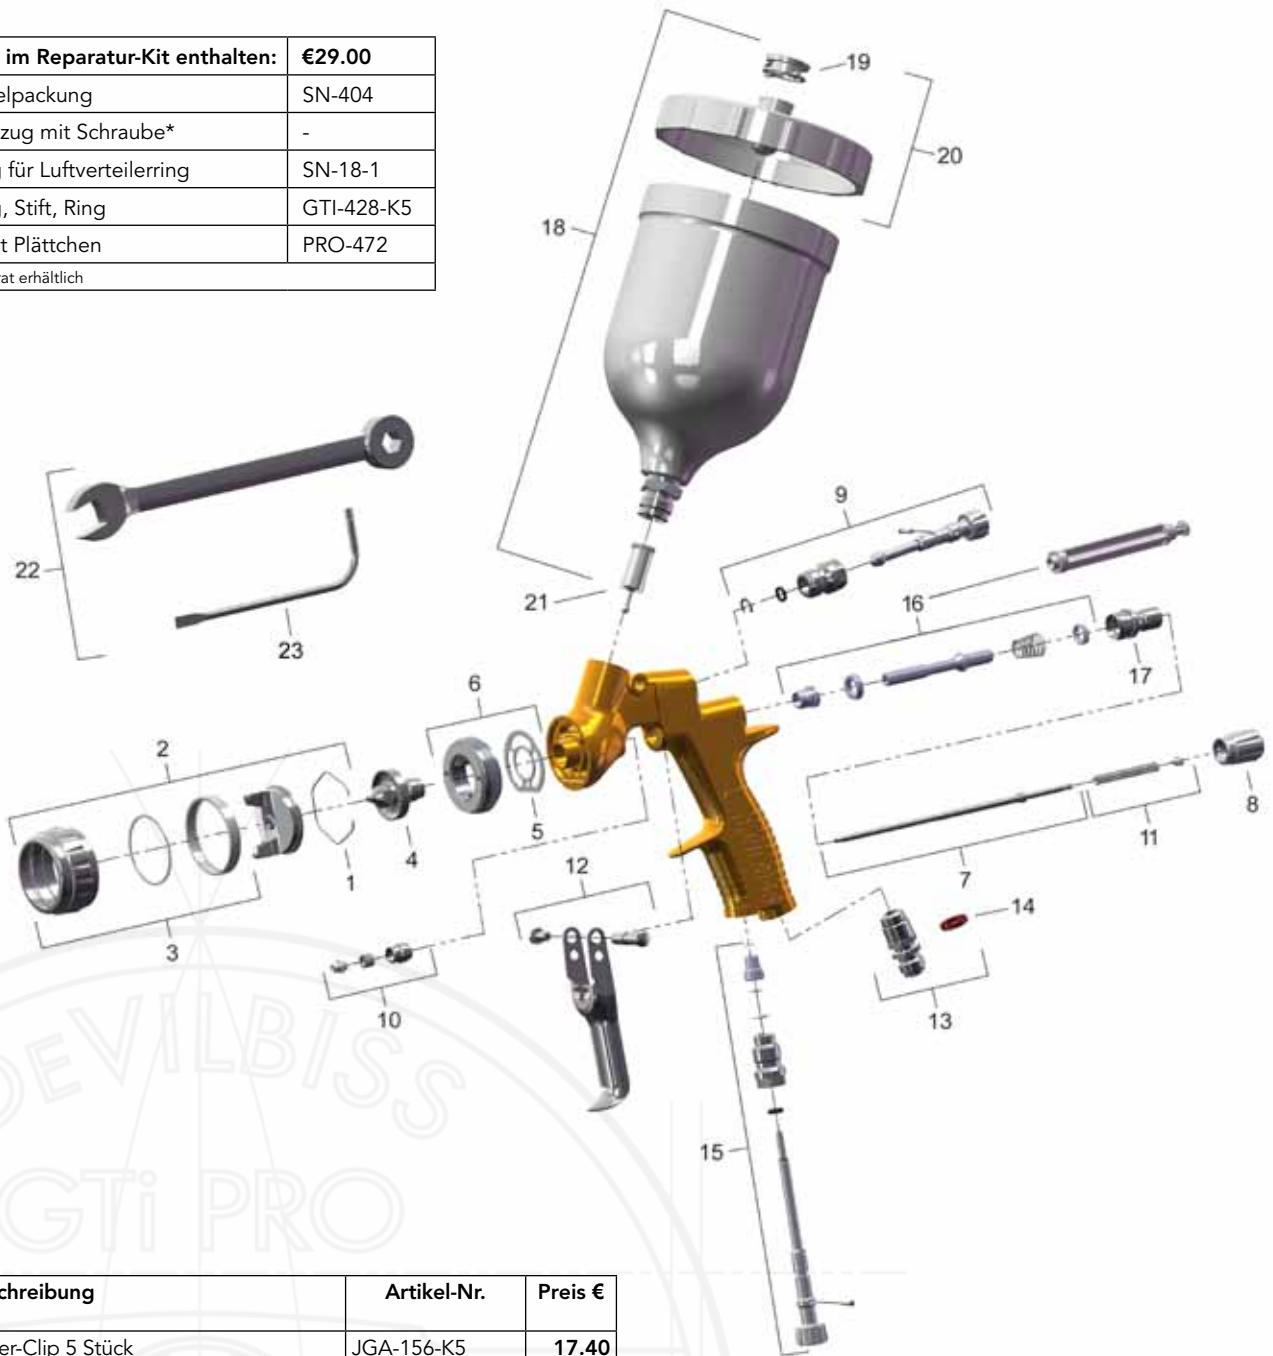 im Reparatur-Kit enthalten: €29.00
elpackung SN-404
zug mit Schraube* -
g für Luftverteilerring SN-18-1
g, Stift, Ring GTI-428-K5
t Plättchen PRO-472
rat erhältlich
19
20
18
9
22
21
16
23
17
6
2
8
5
11
4
1
12
7
14
3
10
13
DEVILBISS
GTi PRO
15
chreibung Artikel-Nr. Preis €
er-Clip 5 Stück JGA-156-K5 17.40